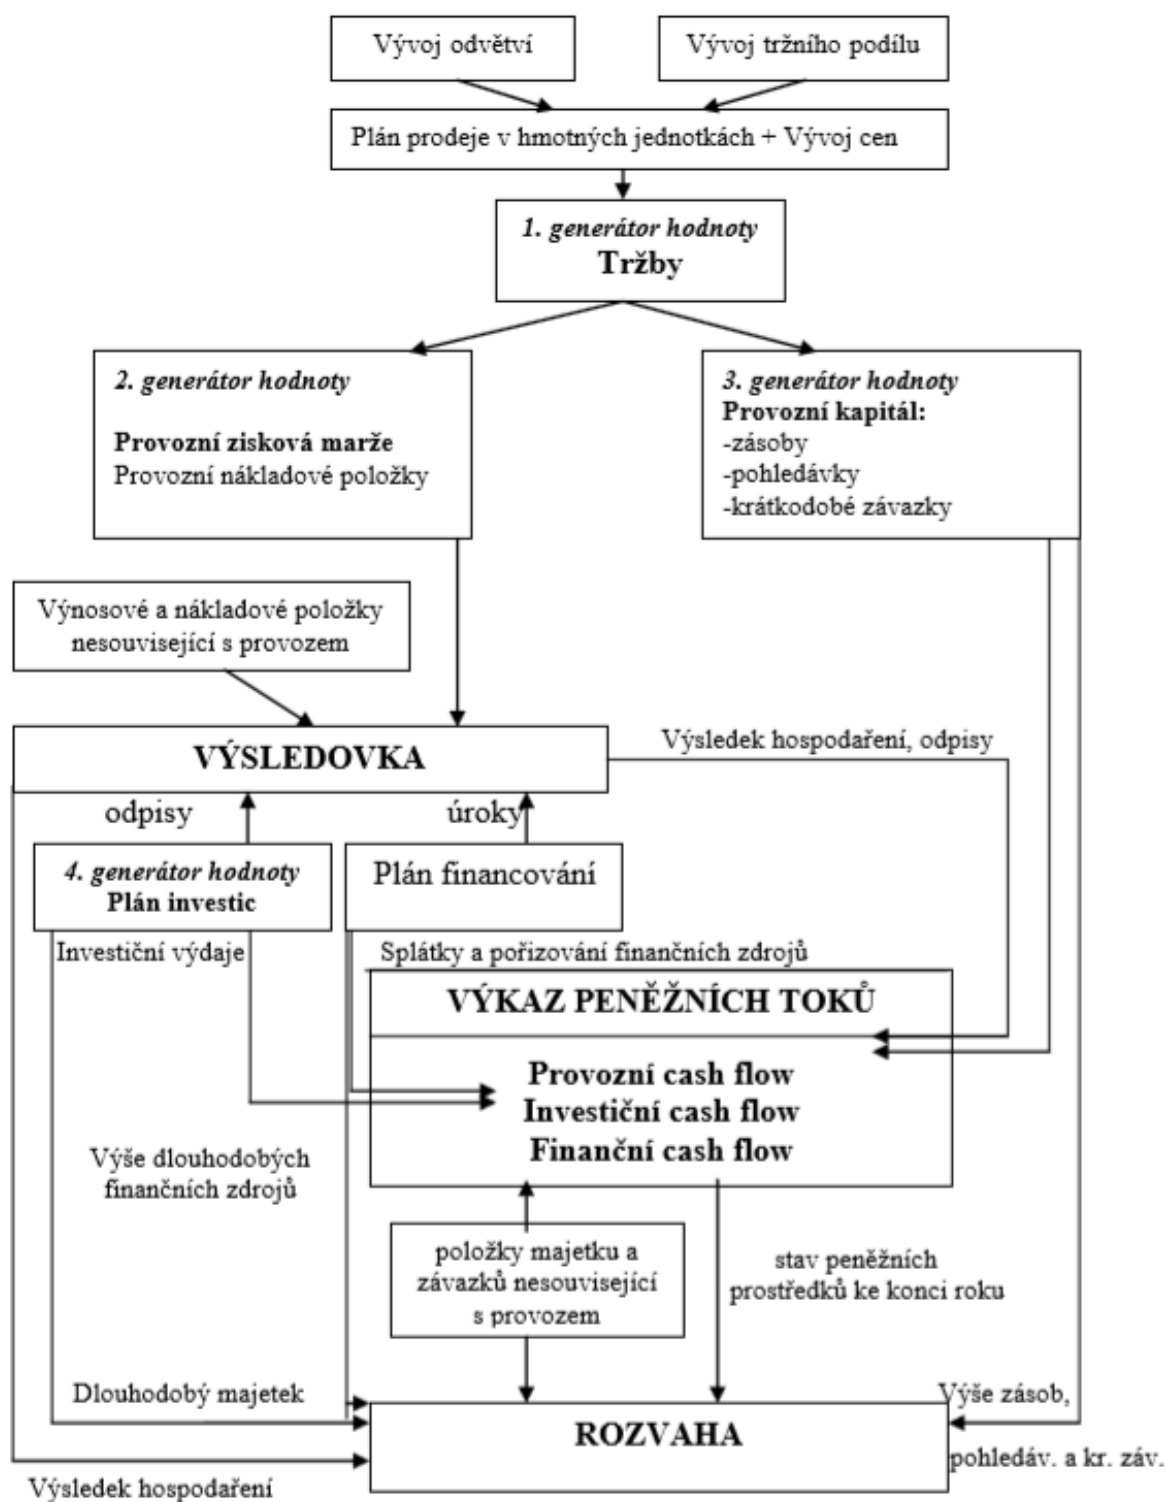 Vývoj odvětví
Vývoj tržního podílu
Plán prodeje v hmotných jednotkách + Vývoj cen
1. generátor hodnoty
Tržby
2. generátor hodnoty
Provozní zisková marže
Provozní nákladové položky
3. generátor hodnoty
Provozní kapitál:
-zásoby
-pohledávky
-krátkodobé závazky
Výnosové a nákladové položky
nesouvisející s provozem
VÝSLEDOVKA
Výsledek hospodaření, odpisy
odpisy
úroky
4. generátor hodnoty
Plán investic
Plán financování
Investiční výdaje
Splátky a pořizování finančních zdrojů
VÝKAZ PENĚŽNÍCH TOKŮ
Provozní cash flow
Investiční cash flow
Finanční cash flow
Výše dlouhodobých
finančních zdrojů
položky majetku a
závazků nesouvisející
s provozem
stav peněžních
prostředků ke konci roku
Dlouhodobý majetek
Výše zásob,
ROZVAHA
pohledáv. a kr. záv.
Výsledek hospodaření